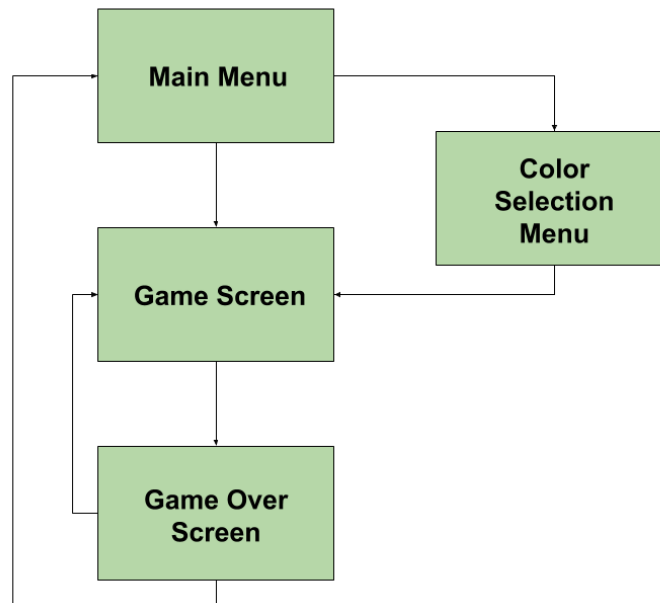 Main Menu
Color
Selection
Menu
Game Screen
Game Over
Screen